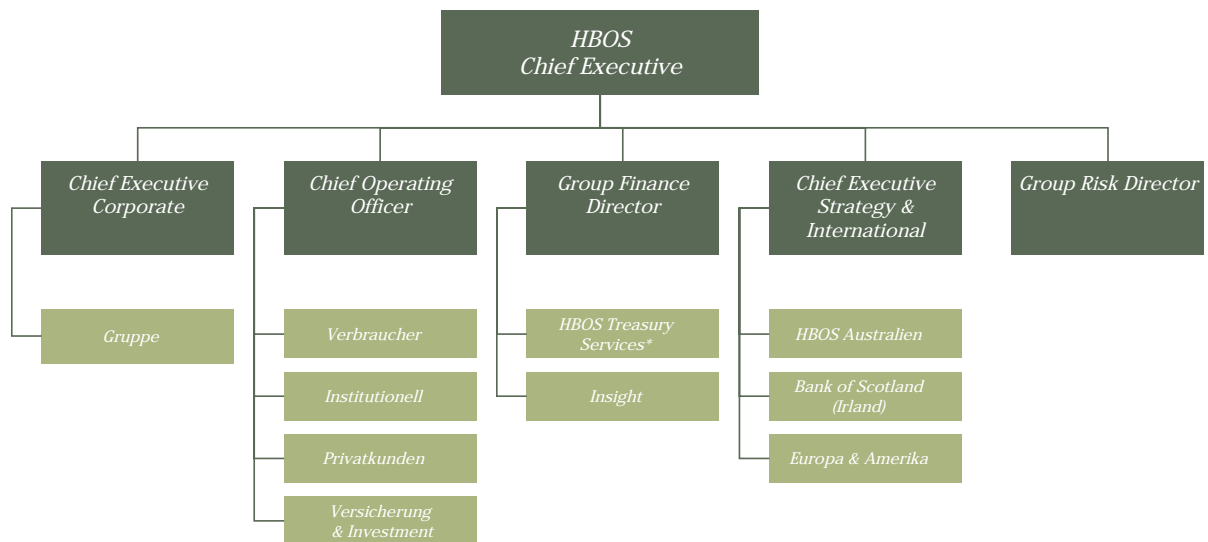 HBOS
Chief Executive
Chief Executive
Corporate
Chief Operating
Officer
Group Finance
Director
Chief Executive
Strategy &
International
Group Risk Director
Gruppe
Verbraucher
HBOS Treasury
Services*
HBOS Australien
Institutionell
Insight
Bank of Scotland
(Irland)
Privatkunden
Europa & Amerika
Versicherung
& Investment